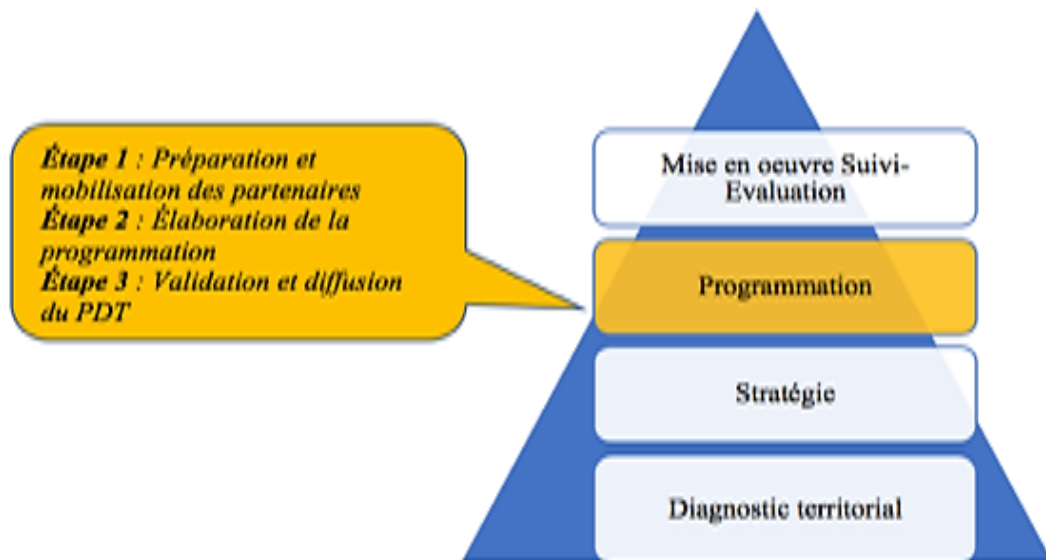 Étape 1 : Préparation et
mobilisation des partenaires
Étape 2 : Élaboration de la
programmation
Étape 3 : Validation et diffusion
du PDT
Mise en oeuvre Suivi-
Evaluation
Programmation
Stratégie
Diagnostic territorial